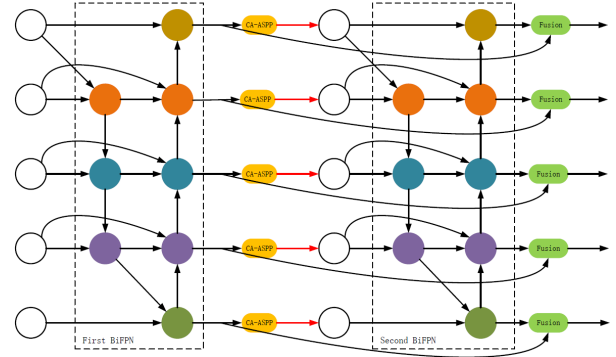 CA-ASPP
Fusion
CA-ASPP
Fusion
CA-ASPP
Fusion
CA-ASPP
Fusion
CA-ASPP
Fusion
First BiFPN
Second BiFPN